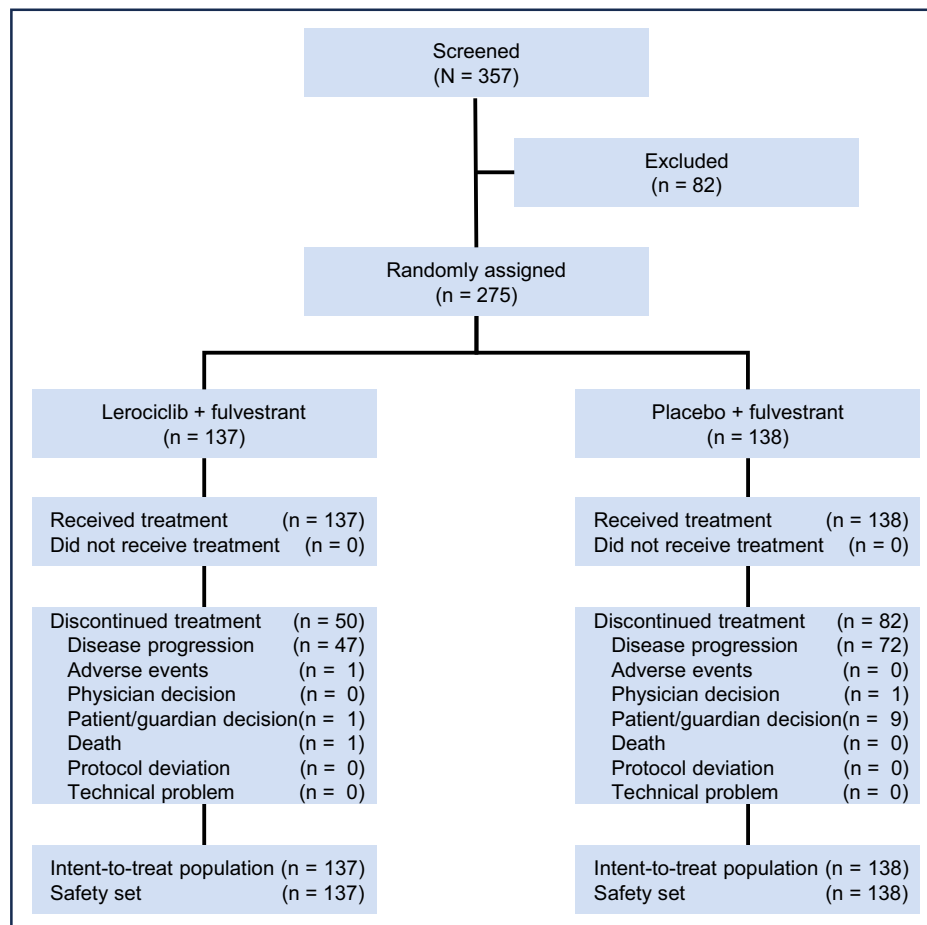 Screened
(N = 357)
Excluded
(n = 82)
Randomly assigned
(n = 275)
Lerociclib + fulvestrant
(n = 137)
Placebo + fulvestrant
(n = 138)
Received treatment (n = 137)
Did not receive treatment (n = 0)
Received treatment (n = 138)
Did not receive treatment (n = 0)
Discontinued treatment (n = 50)
Disease progression (n = 47)
Adverse events (n = 1)
Physician decision (n = 0)
Patient/guardian decision(n = 1)
Death (n = 1)
Protocol deviation (n = 0)
Technical problem (n = 0)
Discontinued treatment (n = 82)
Disease progression (n = 72)
Adverse events (n = 0)
Physician decision (n = 1)
Patient/guardian decision(n = 9)
Death (n = 0)
Protocol deviation (n = 0)
Technical problem (n = 0)
Intent-to-treat population (n = 137)
Safety set (n = 137)
Intent-to-treat population (n = 138)
Safety set (n = 138)